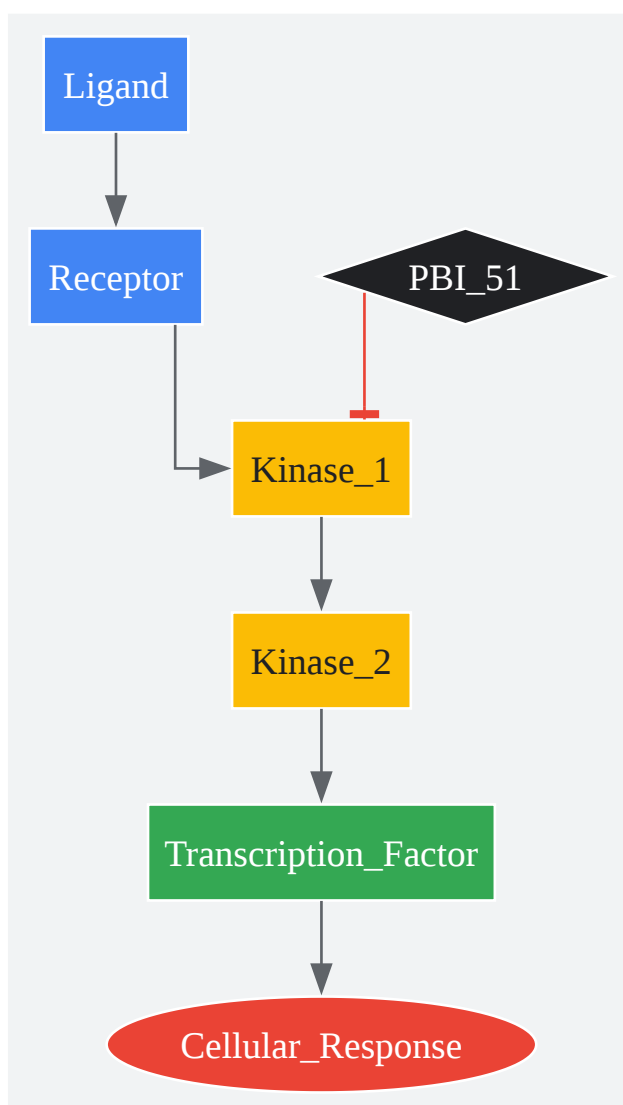 Ligand
Receptor
PBI_51
Kinase_1
Kinase_2
Transcription_Factor
Cellular_Response